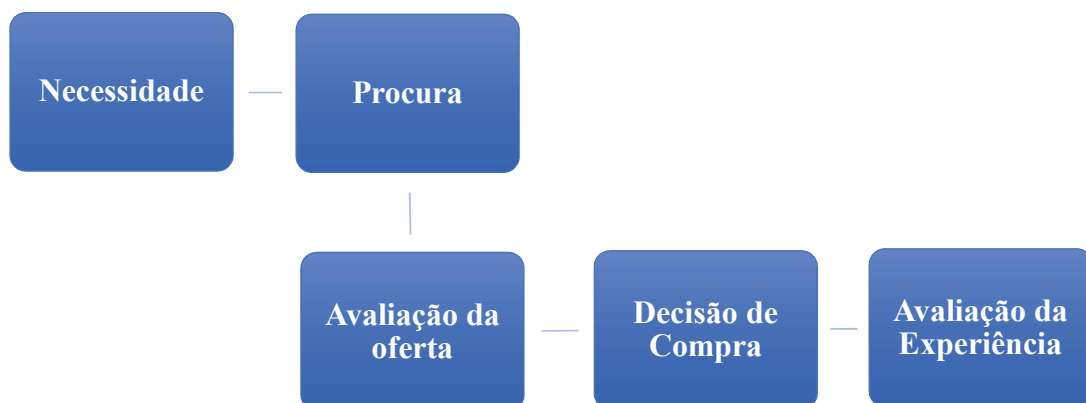 Necessidade
Procura
Avaliação da
oferta
Decisão de
Compra
Avaliação da
Experiência